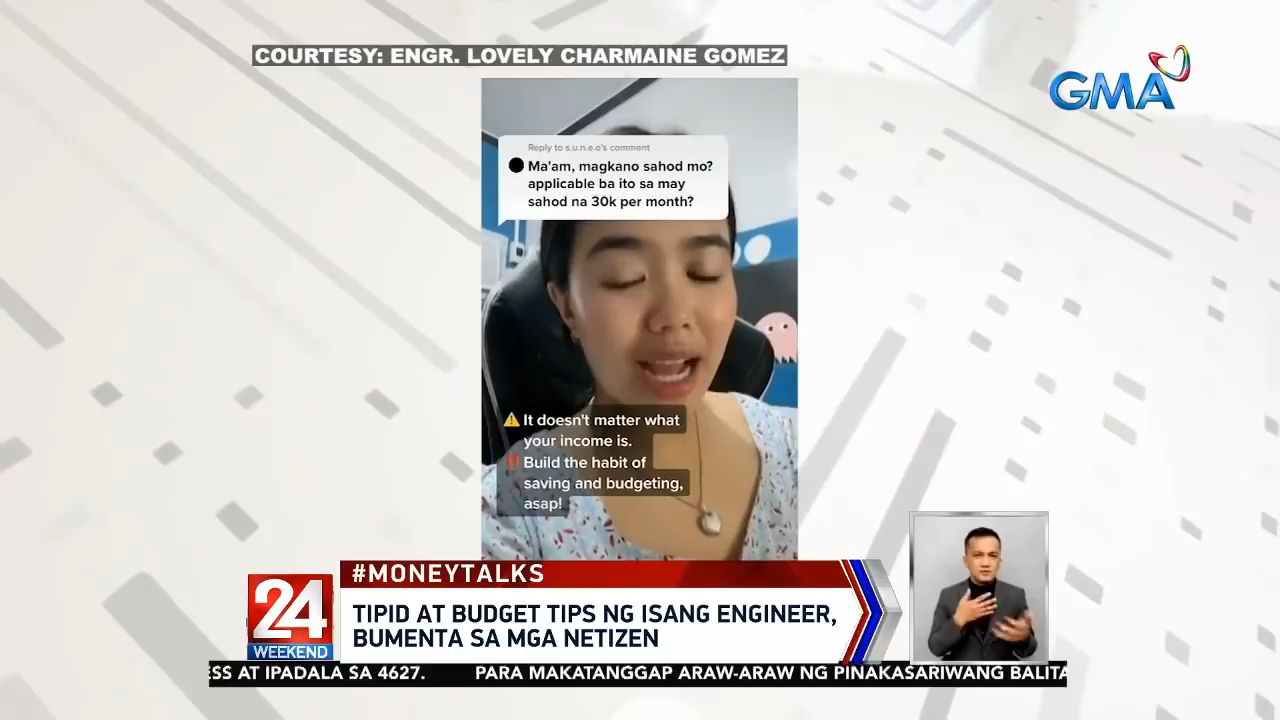 COURTESY: ENGR. LOVELY CHARMAINE GOMEZ
GMA
Reply to s.u.n.e.o's comment
Ma'am, magkano sahod mo?
applicable ba ito sa may
sahod na 30k per month?
It doesn't matter what
your income is.
Build the habit of
saving and budgeting,
asap!
#MONEYTALKS
24
WEEKEND
TIPID AT BUDGET TIPS NG ISANG ENGINEER,
BUMENTA SA MGA NETIZEN
ESS AT IPADALA SA 4627. PARA MAKATANGGAP ARAW-ARAW NG PINAKASARIWANG BALITA